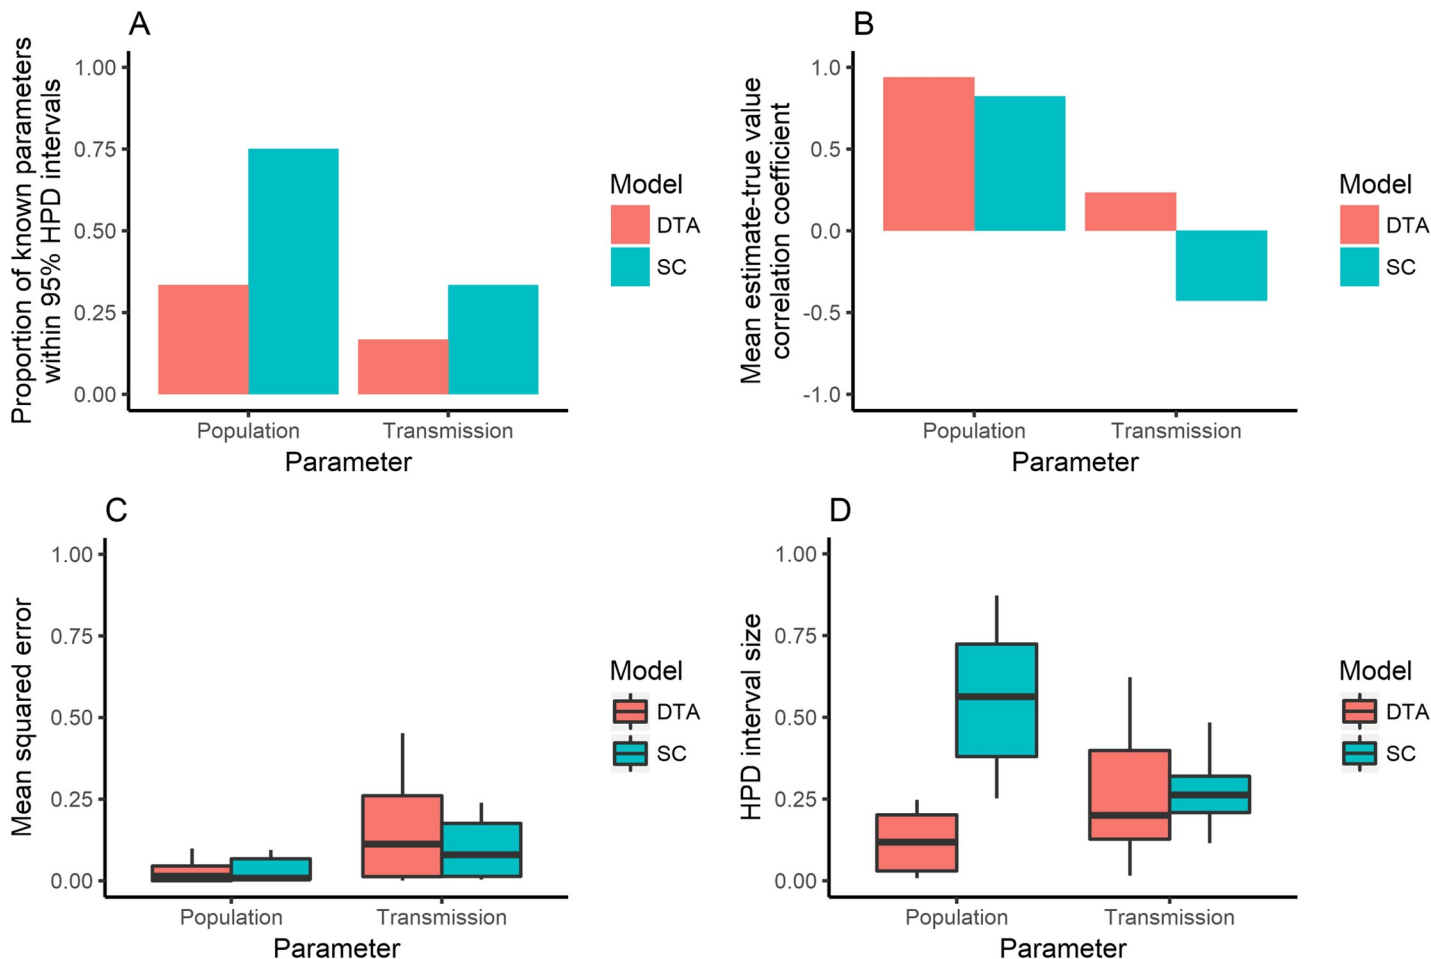 A
Proportion of known parameters
within 95% HPD intervals
1.00
0.75
0.50
0.25
0.00
Population
Transmission
Parameter
Model
DTA
SC
B
Mean estimate-true value
correlation coefficient
1.0
0.5
0.0
-0.5
-1.0
Population
Transmission
Parameter
Model
DTA
SC
C
Mean squared error
1.00
0.75
0.50
0.25
0.00
Population
Transmission
Parameter
Model
DTA
SC
D
HPD interval size
1.00
0.75
0.50
0.25
0.00
Population
Transmission
Parameter
Model
DTA
SC